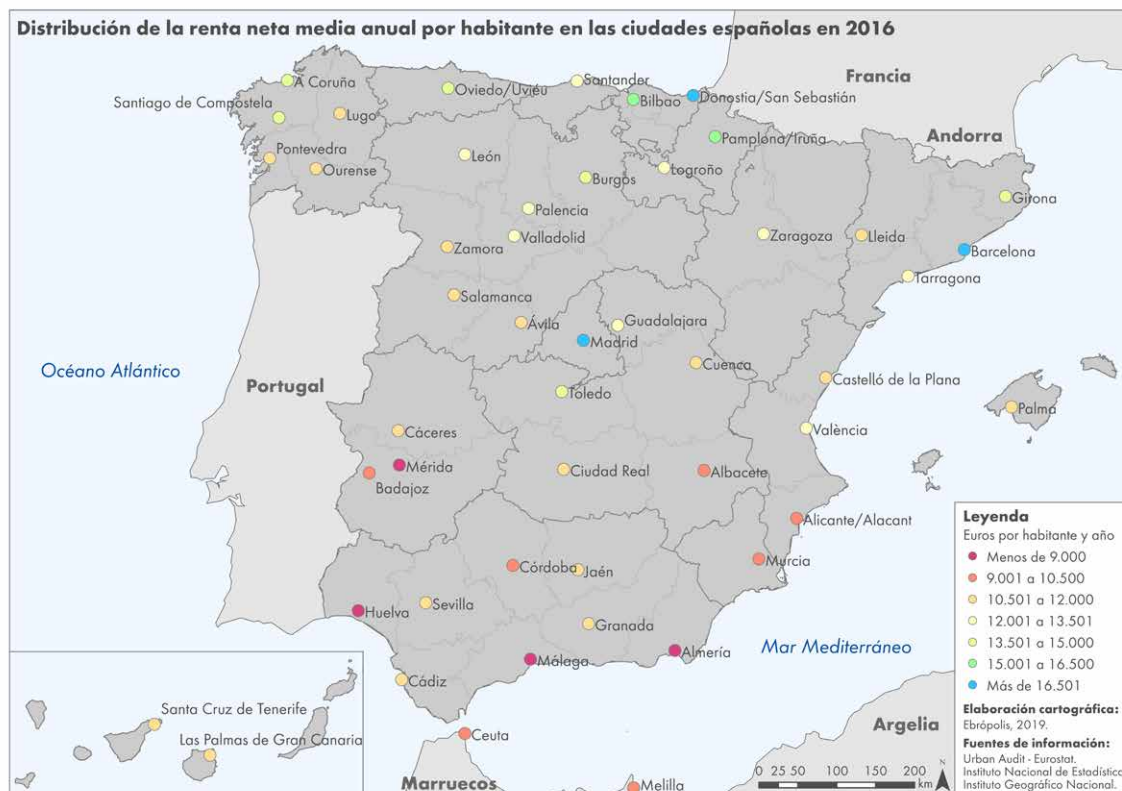 Distribución de la renta neta media anual por habitante en las ciudades españolas en 2016
Francia
Andorra
A Coruña
Oviedo/Uviéu
Santander
Bilbao
Donostia/San Sebastián
Santiago de Compostela
Lugo
Pamplona/Iruña
Pontevedra
Ourense
León
Burgos
Logroño
Girona
Palencia
Valladolid
Zamora
Zaragoza
Lleida
Barcelona
Tarragona
Salamanca
Ávila
Guadalajara
Madrid
Cuenca
Océano Atlántico
Portugal
Toledo
Castelló de la Plana
Palma
Cáceres
València
Mérida
Badajoz
Ciudad Real
Albacete
Alicante/Alacant
Córdoba
Jaén
Murcia
Huelva
Sevilla
Granada
Málaga
Almería
Mar Mediterráneo
Cádiz
Santa Cruz de Tenerife
Las Palmas de Gran Canaria
Ceuta
Marruecos
Melilla
Argelia
0 25 50 100 150 200
km
N
Leyenda
Euros por habitante y año
Menos de 9.000
9.001 a 10.500
10.501 a 12.000
12.001 a 13.501
13.501 a 15.000
15.001 a 16.500
Más de 16.501
Elaboración cartográfica:
Ebrópolis, 2019.
Fuentes de información:
Urban Audit - Eurostat.
Instituto Nacional de Estadística
Instituto Geográfico Nacional.